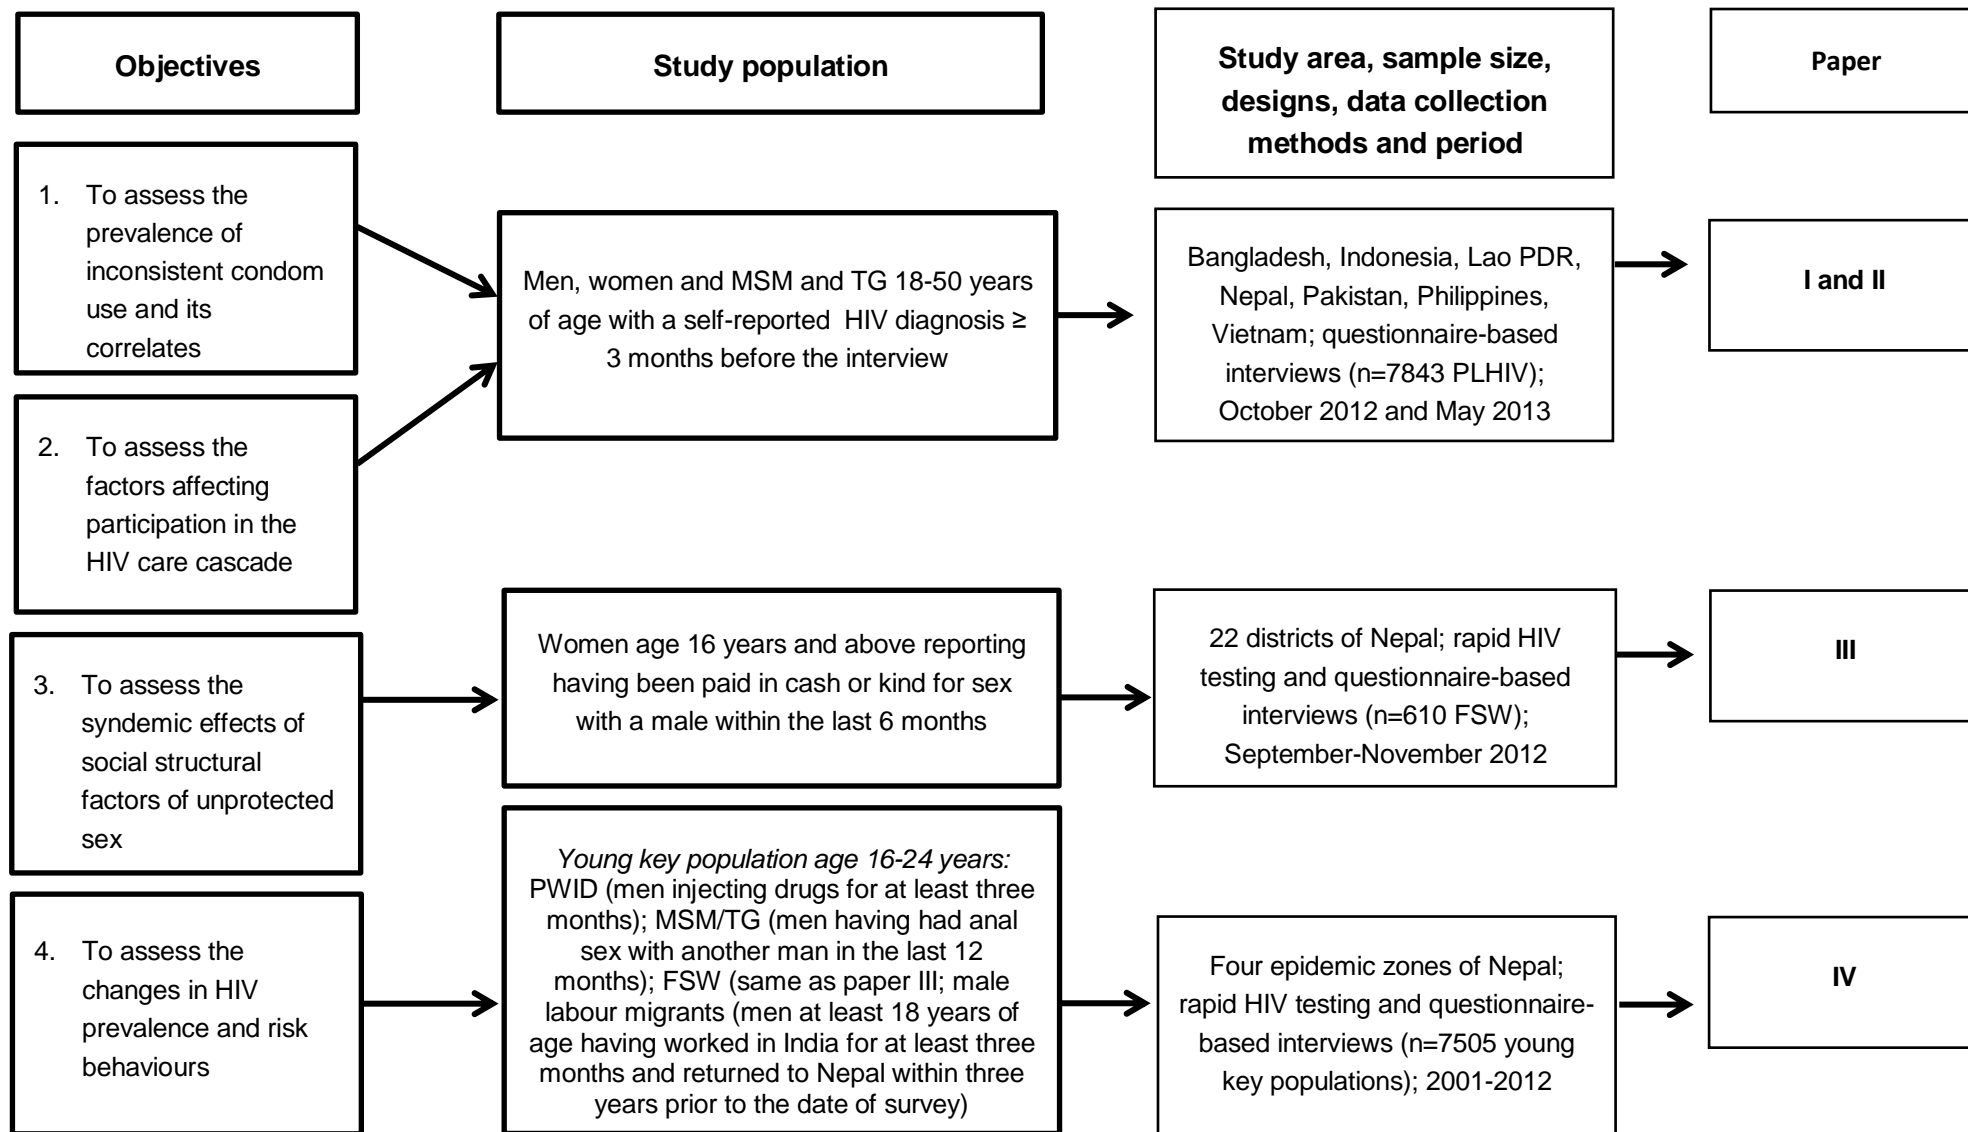 Objectives
Study population
Study area, sample size,
designs, data collection
methods and period
Paper
1. To assess the
prevalence of
inconsistent condom
use and its
correlates
2. To assess the
factors affecting
participation in the
HIV care cascade
Men, women and MSM and TG 18-50 years
of age with a self-reported HIV diagnosis ≥
3 months before the interview
Bangladesh, Indonesia, Lao PDR,
Nepal, Pakistan, Philippines,
Vietnam; questionnaire-based
interviews (n=7843 PLHIV);
October 2012 and May 2013
I and II
3. To assess the
syndemic effects of
social structural
factors of unprotected
sex
Women age 16 years and above reporting
having been paid in cash or kind for sex
with a male within the last 6 months
22 districts of Nepal; rapid HIV
testing and questionnaire-based
interviews (n=610 FSW);
September-November 2012
III
4. To assess the
changes in HIV
prevalence and risk
behaviours
Young key population age 16-24 years:
PWID (men injecting drugs for at least three
months); MSM/TG (men having had anal
sex with another man in the last 12
months); FSW (same as paper III; male
labour migrants (men at least 18 years of
age having worked in India for at least three
months and returned to Nepal within three
years prior to the date of survey)
Four epidemic zones of Nepal;
rapid HIV testing and questionnaire-
based interviews (n=7505 young
key populations); 2001-2012
IV